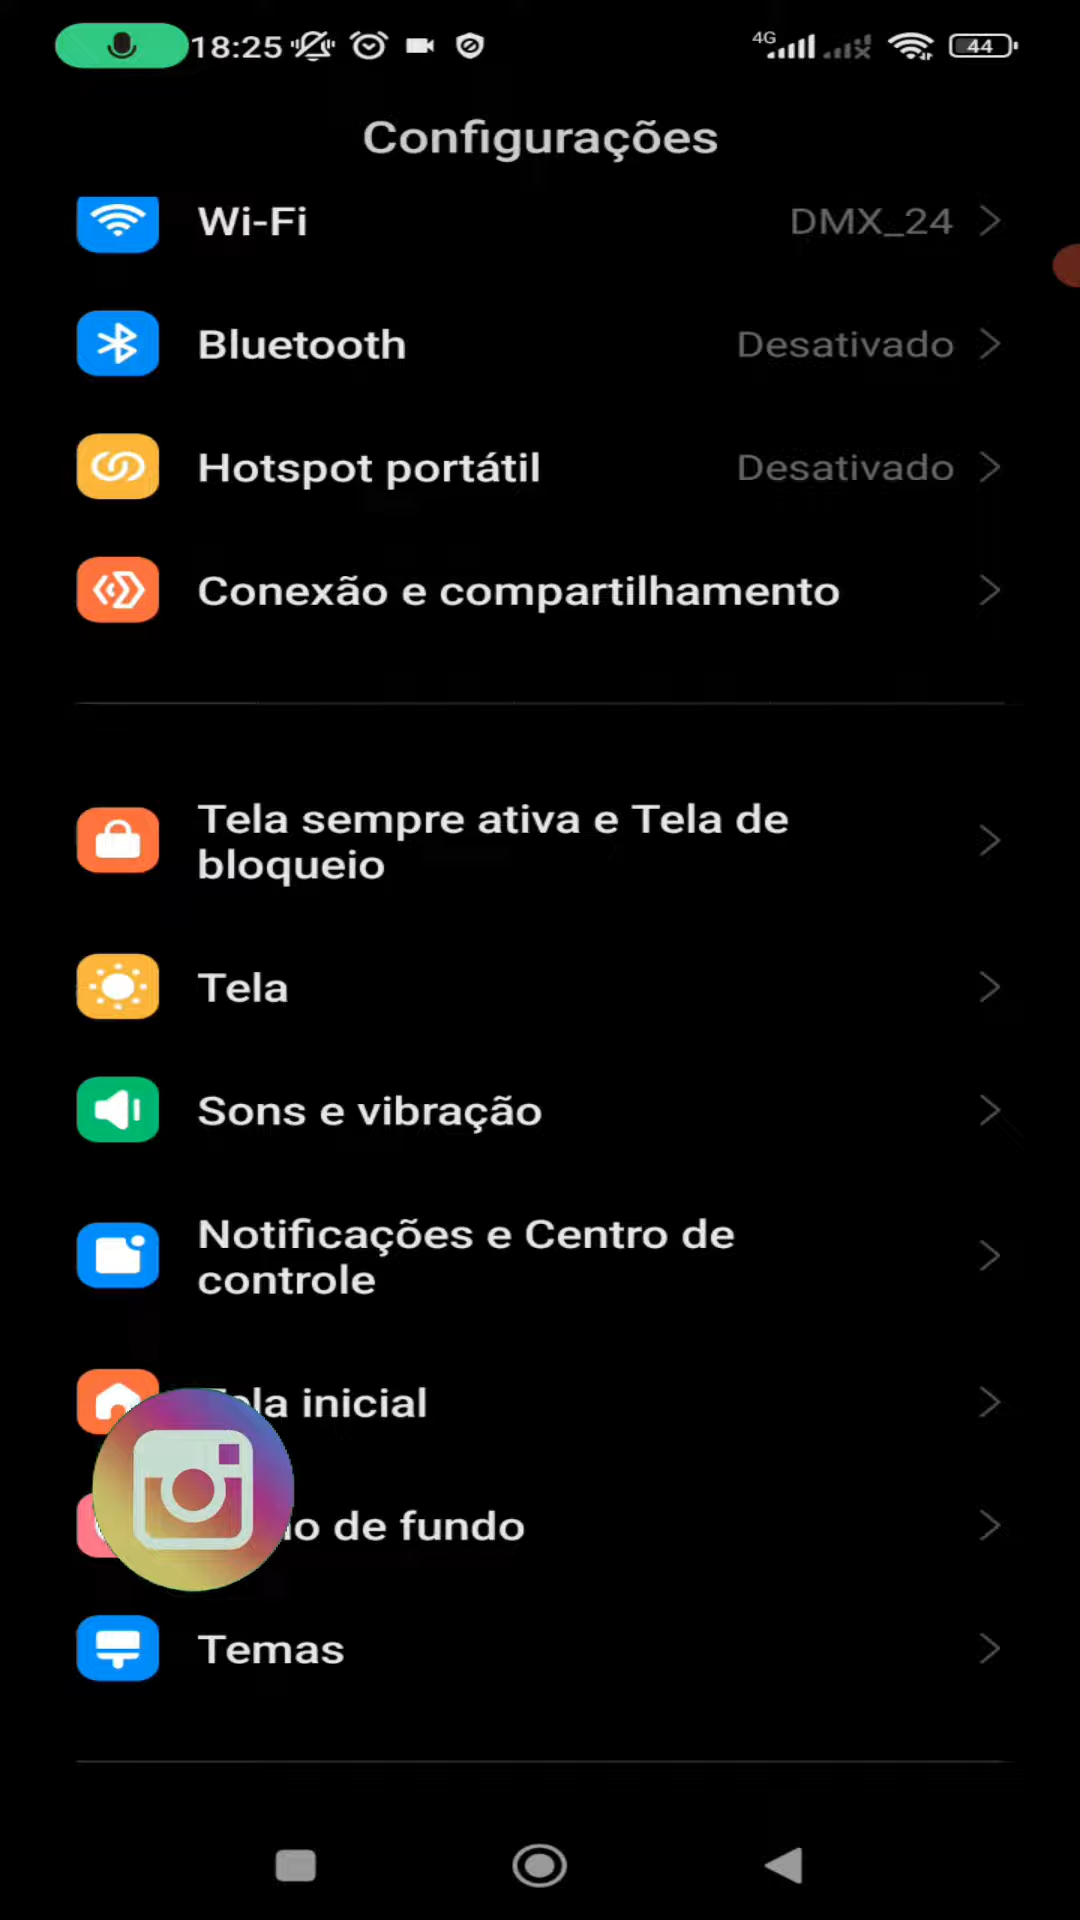 18:25
4G
44
Configurações
Wi-Fi
DMX_24
Bluetooth
Desativado
Hotspot portátil
Desativado
Conexão e compartilhamento
Tela sempre ativa e Tela de
bloqueio
Tela
Sons e vibração
Notificações e Centro de
controle
Tela inicial
de fundo
Temas